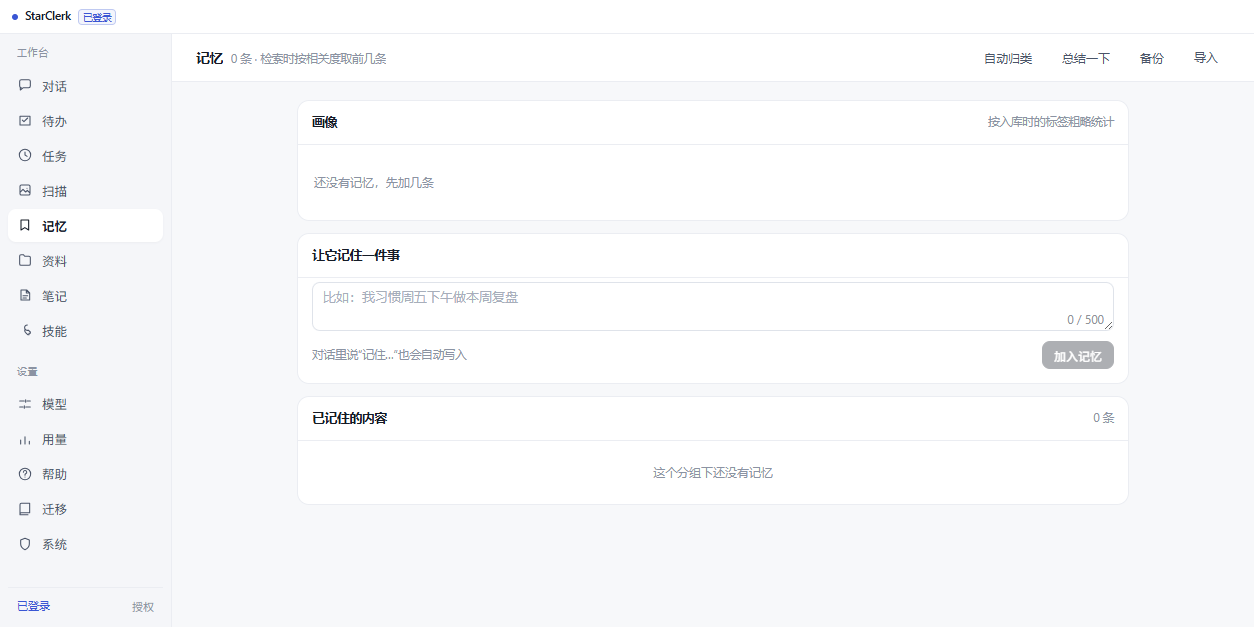 StarClerk 已登录
工作台
对话
待办
任务
扫描
记忆
资料
笔记
技能
设置
模型
用量
帮助
迁移
系统
已登录 授权
记忆 0 条 · 检索时按相关度取前几条 自动归类 总结一下 备份 导入
画像 按入库时的标签粗略统计
还没有记忆，先加几条
让它记住一件事
比如：我习惯周五下午做本周复盘
0 / 500
对话里说“记住…”也会自动写入 加入记忆
已记住的内容 0 条
这个分组下还没有记忆